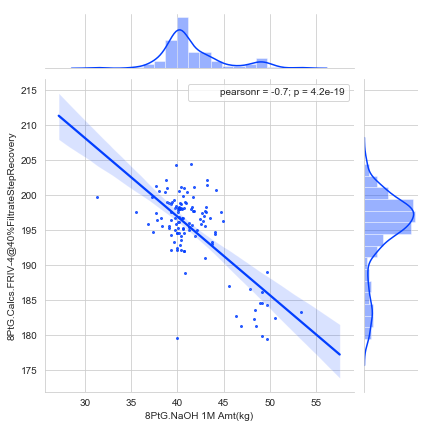 pearsonr = -0.7; p = 4.2e-19
215
210
205
200
195
190
185
180
175
8PtG.Calcs.FRIV-4@40%FiltrateStepRecovery
30 35 40 45 50 55
8PtG.NaOH 1M Amt(kg)